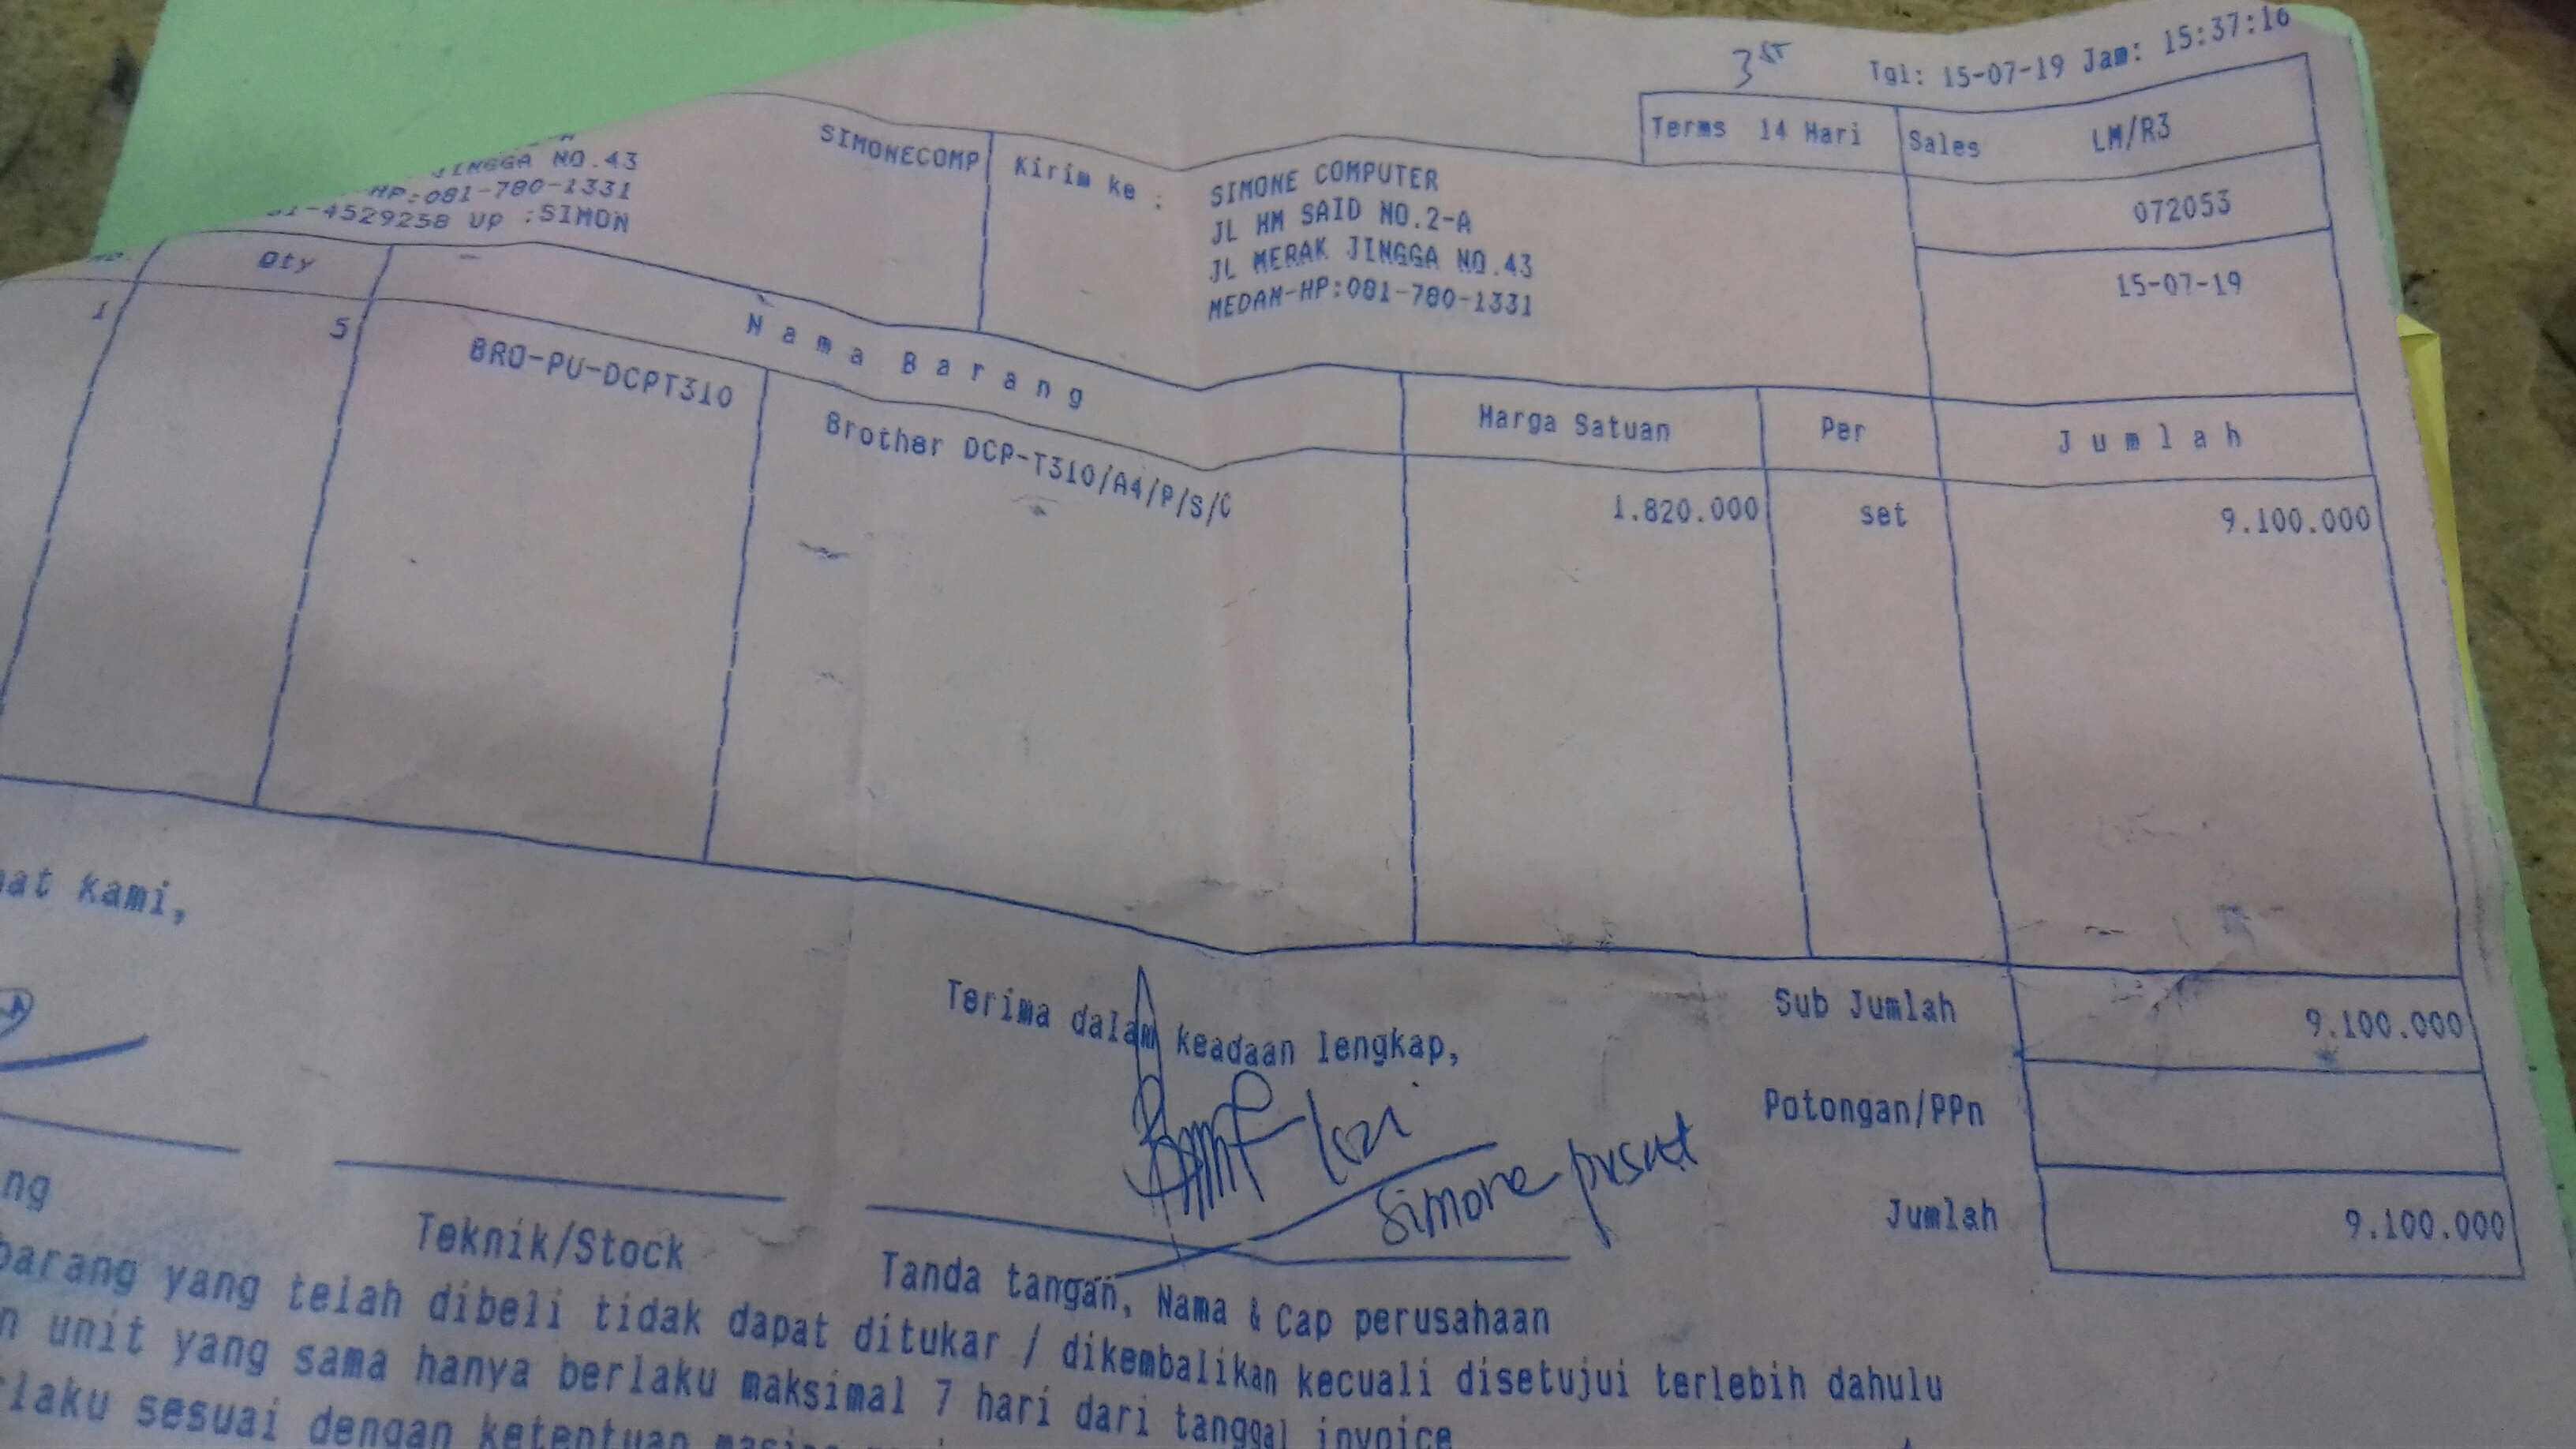 3
Tgl: 15-07-19 Jam: 15:37:16
Terms 14 Hari Sales LM/R3
072053
15-07-19
JINGGA NO.43
HP:081-780-1331
-4529258 UP :SIMON
SIMONECOMP
Kirim ke :
SIMONE COMPUTER
JL HM SAID NO.2-A
JL MERAK JINGGA NO.43
MEDAN-HP:081-780-1331
Qty Nama Barang Harga Satuan Per Jumlah
1 5 BRO-PU-DCPT310 Brother DCP-T310/A4/P/S/C 1.820.000 set 9.100.000
at kami,
Terima dalam keadaan lengkap,
Sub Jumlah 9.100.000
Potongan/PPn
Jumlah 9.100.000
Simone pusat
ng
Teknik/Stock
Tanda tangan, Nama & Cap perusahaan
barang yang telah dibeli tidak dapat ditukar / dikembalikan kecuali disetujui terlebih dahulu
n unit yang sama hanya berlaku maksimal 7 hari dari tanggal invoice
rlaku sesuai dengan ketentuan